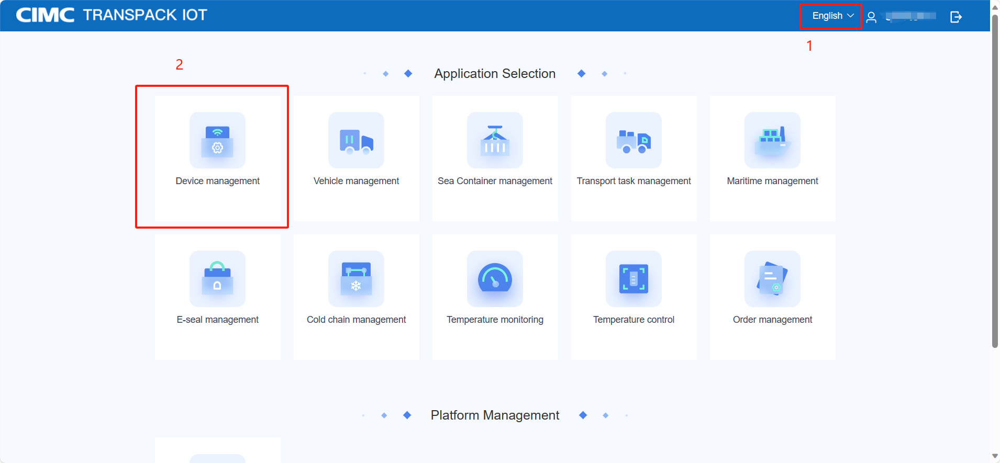 CIMC TRANSPACK IOT
English
1
2
Application Selection
Device management
Vehicle management
Sea Container management
Transport task management
Maritime management
E-seal management
Cold chain management
Temperature monitoring
Temperature control
Order management
Platform Management